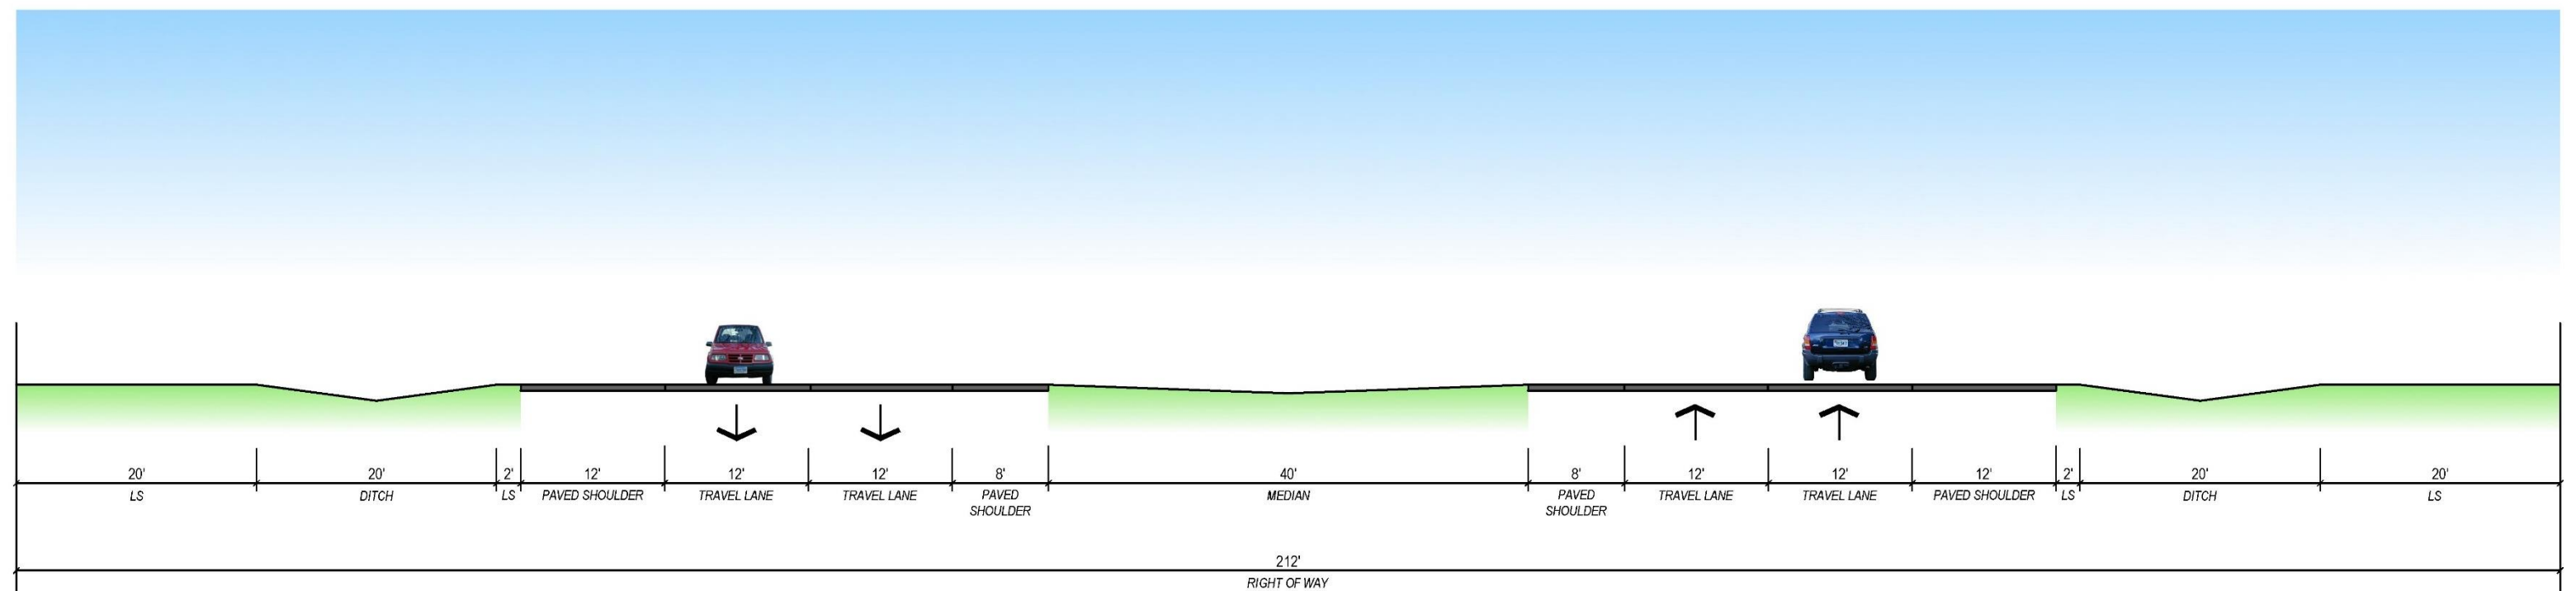 20' 20' 2' 12' 12' 12' 8' 40' 8' 12' 12' 12' 2' 20' 20'
LS DITCH LS PAVED SHOULDER TRAVEL LANE TRAVEL LANE PAVED MEDIAN PAVED TRAVEL LANE TRAVEL LANE PAVED SHOULDER LS DITCH LS
SHOULDER SHOULDER
212'
RIGHT OF WAY